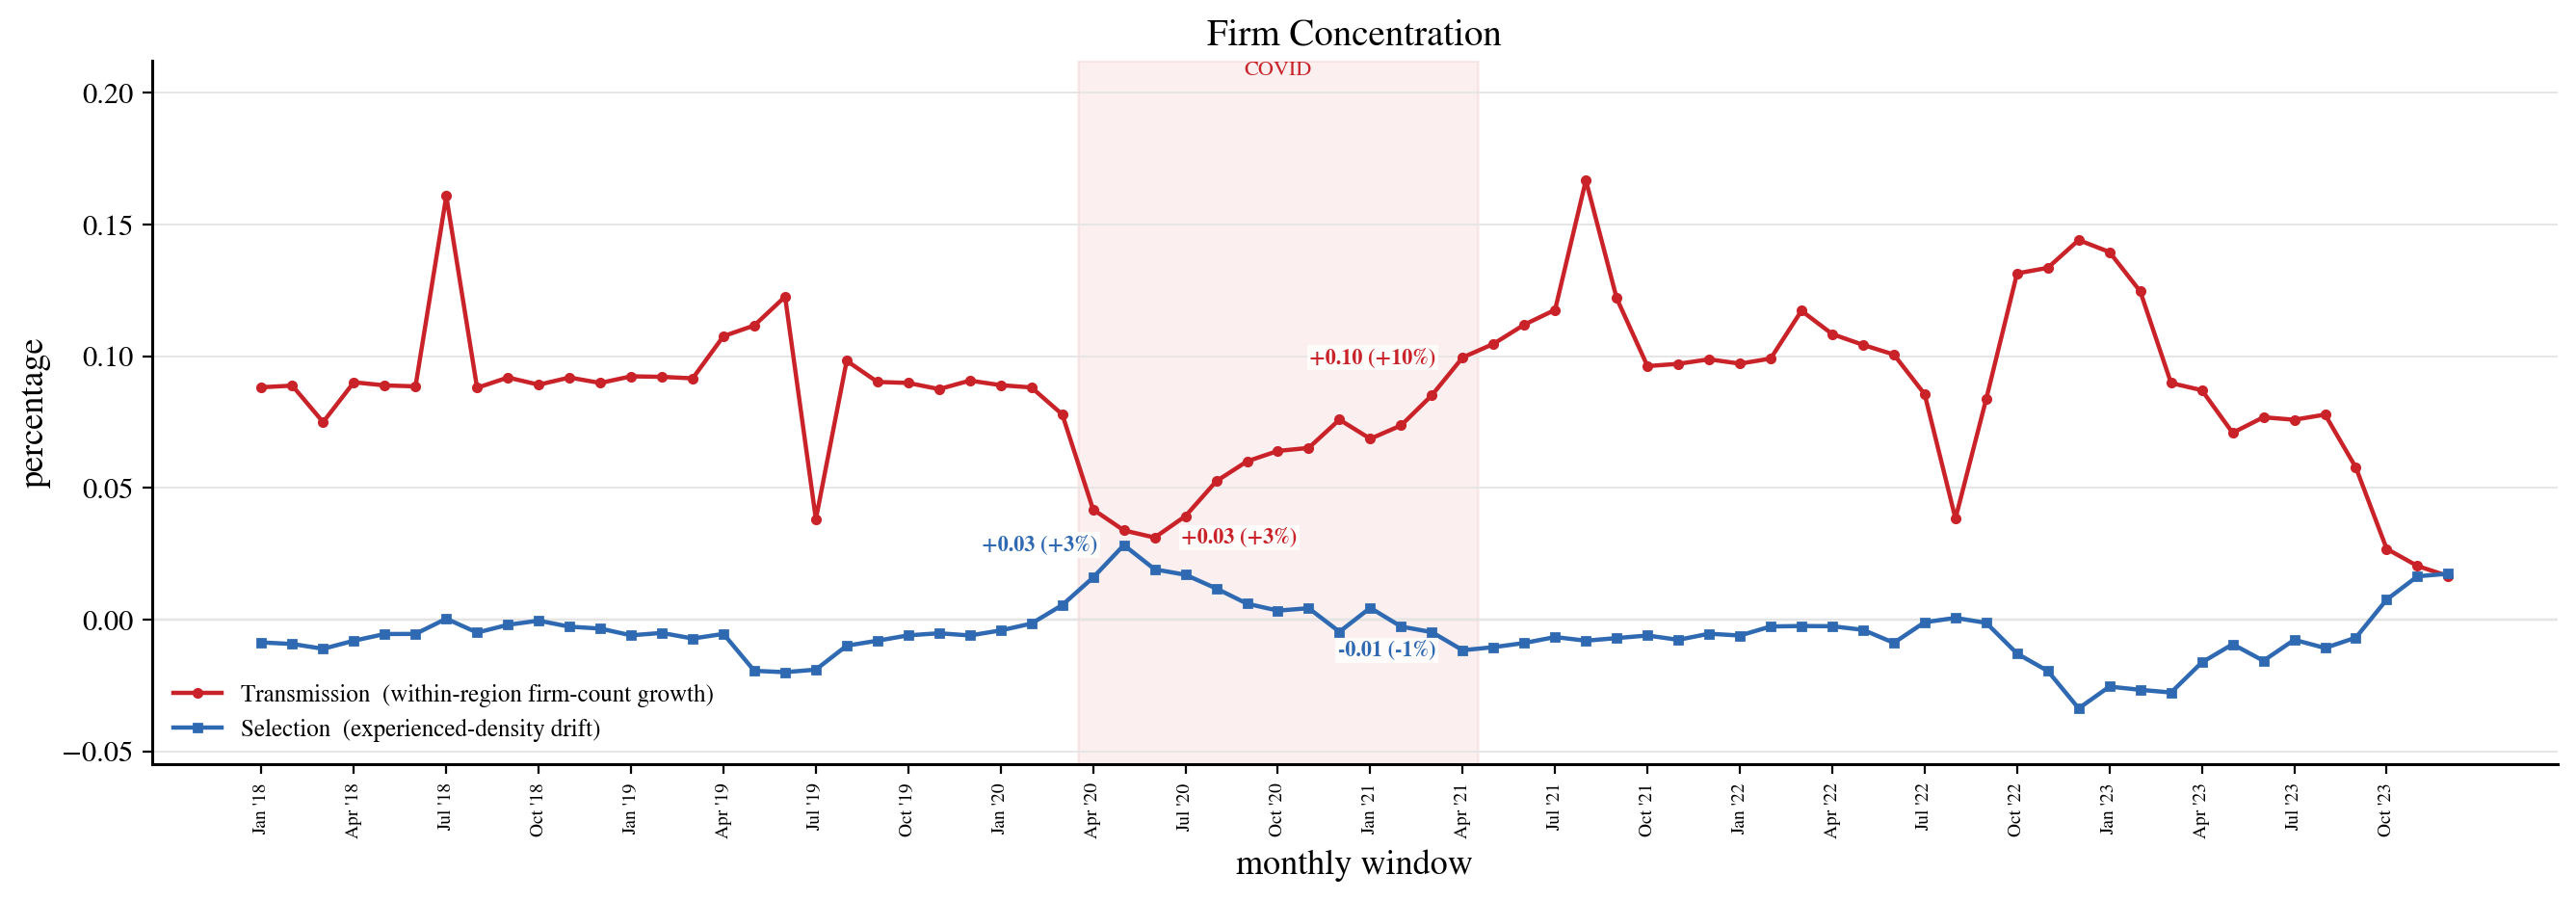 Firm Concentration
COVID
0.20
0.15
0.10
0.05
0.00
−0.05
percentage
+0.10 (+10%)
+0.03 (+3%)
+0.03 (+3%)
-0.01 (-1%)
Transmission (within-region firm-count growth)
Selection (experienced-density drift)
Jan '18
Apr '18
Jul '18
Oct '18
Jan '19
Apr '19
Jul '19
Oct '19
Jan '20
Apr '20
Jul '20
Oct '20
Jan '21
Apr '21
Jul '21
Oct '21
Jan '22
Apr '22
Jul '22
Oct '22
Jan '23
Apr '23
Jul '23
Oct '23
monthly window